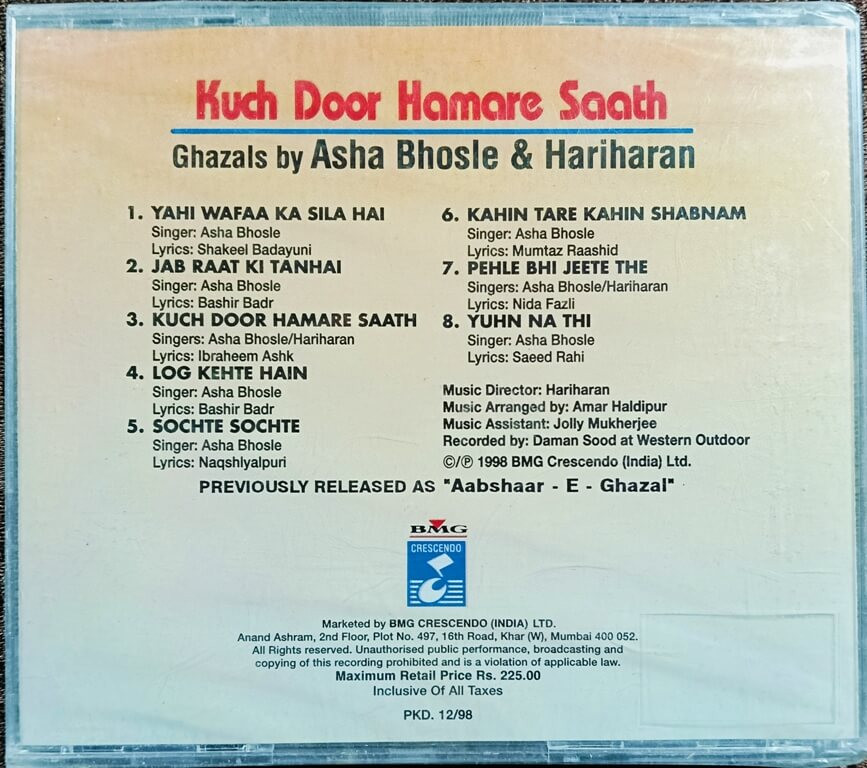 Kuch Door Hamare Saath
Ghazals by Asha Bhosle & Hariharan
1. YAHI WAFAA KA SILA HAI
Singer: Asha Bhosle
Lyrics: Shakeel Badayuni
2. JAB RAAT KI TANHAI
Singer: Asha Bhosle
Lyrics: Bashir Badr
3. KUCH DOOR HAMARE SAATH
Singers: Asha Bhosle/Hariharan
Lyrics: Ibraheem Ashk
4. LOG KEHTE HAIN
Singer: Asha Bhosle
Lyrics: Bashir Badr
5. SOCHTE SOCHTE
Singer: Asha Bhosle
Lyrics: Naqshlyalpuri
6. KAHIN TARE KAHIN SHABNAM
Singer: Asha Bhosle
Lyrics: Mumtaz Raashid
7. PEHLE BHI JEETE THE
Singers: Asha Bhosle/Hariharan
Lyrics: Nida Fazli
8. YUHN NA THI
Singer: Asha Bhosle
Lyrics: Saeed Rahi
Music Director: Hariharan
Music Arranged by: Amar Haldipur
Music Assistant: Jolly Mukherjee
Recorded by: Daman Sood at Western Outdoor
©/℗ 1998 BMG Crescendo (India) Ltd.
PREVIOUSLY RELEASED AS "Aabshaar - E - Ghazal"
BMG
CRESCENDO
Marketed by BMG CRESCENDO (INDIA) LTD.
Anand Ashram, 2nd Floor, Plot No. 497, 16th Road, Khar (W), Mumbai 400 052.
All Rights reserved. Unauthorised public performance, broadcasting and
copying of this recording prohibited and is a violation of applicable law.
Maximum Retail Price Rs. 225.00
Inclusive Of All Taxes
PKD. 12/98